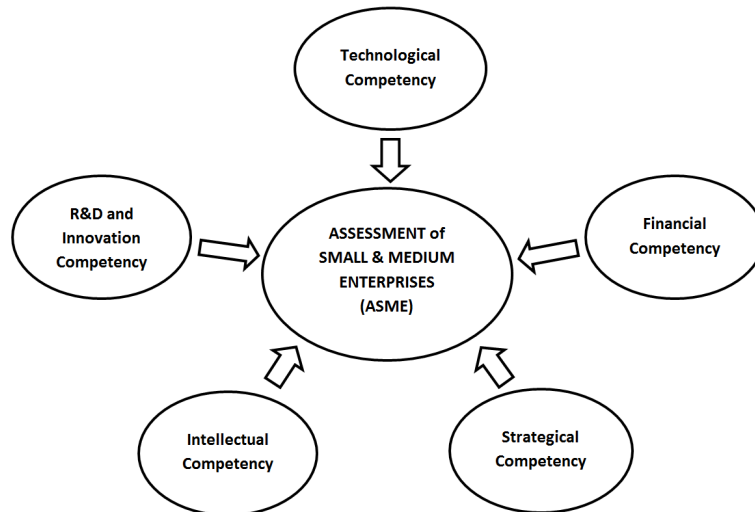 Technological
Competency
R&D and
Innovation
Competency
ASSESSMENT of
SMALL & MEDIUM
ENTERPRISES
(ASME)
Financial
Competency
Intellectual
Competency
Strategical
Competency